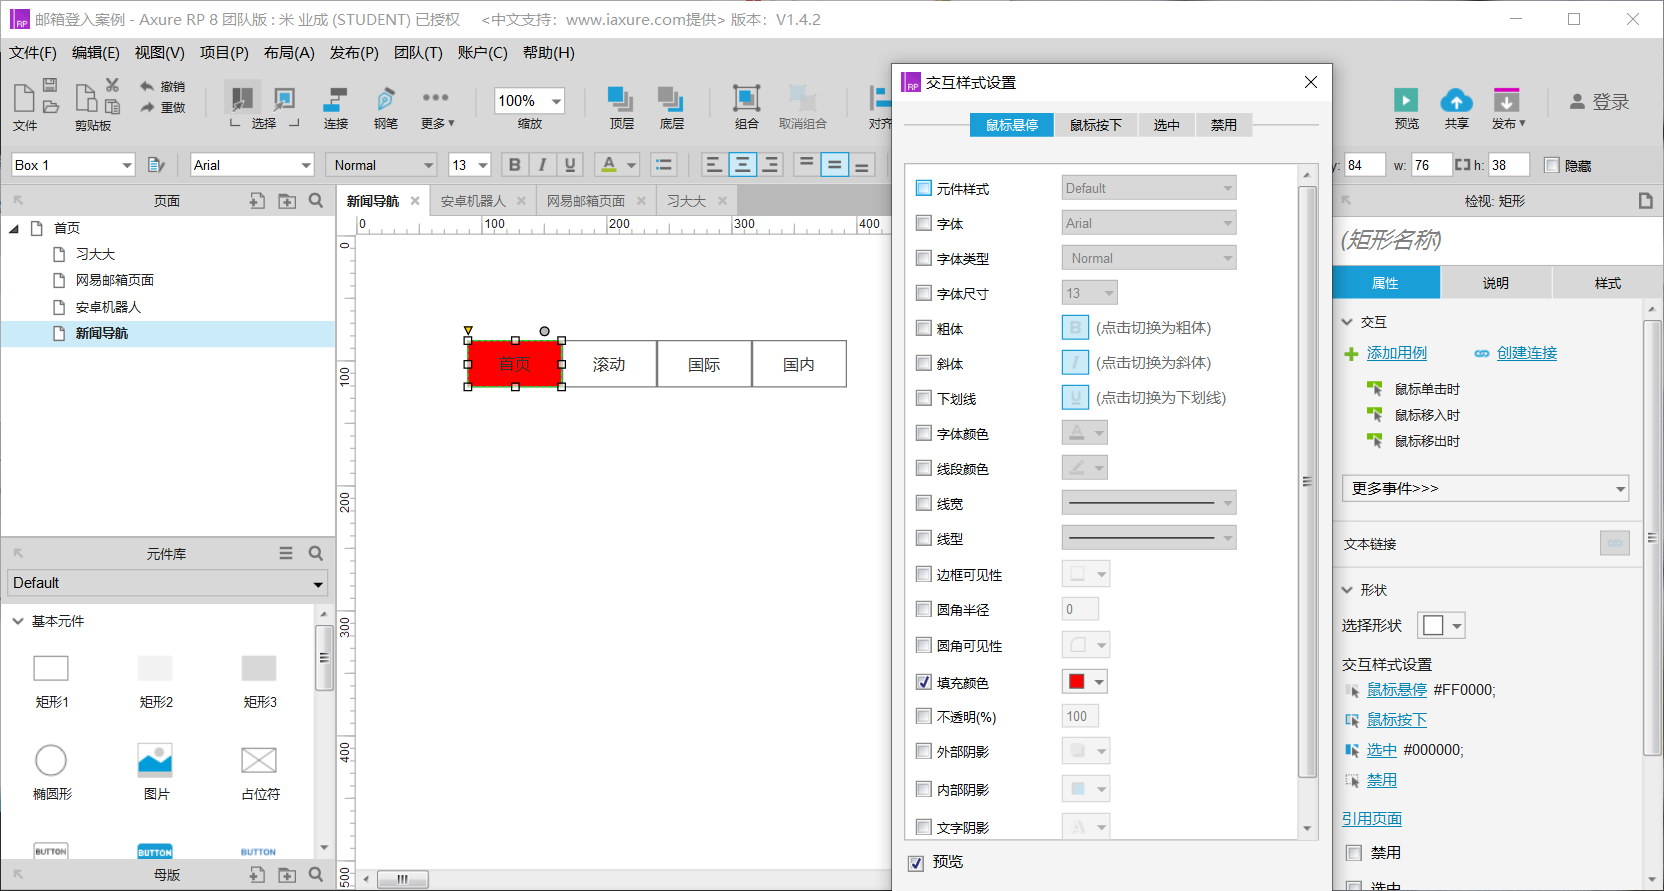 邮箱登入案例 - Axure RP 8 团队版 : 米 业成 (STUDENT) 已授权    <中文支持：www.iaxure.com提供> 版本：V1.4.2
文件(F) 编辑(E) 视图(V) 项目(P) 布局(A) 发布(P) 团队(T) 账户(C) 帮助(H)
撤销
重做
文件 剪贴板 选择 连接 钢笔 更多▼ 100% 缩放 顶层 底层 组合 取消组合 对齐 预览 共享 发布▼ 登录
Box 1 Arial Normal 13 B I U A y: 84 w: 76 h: 38 隐藏
页面
首页
习大大
网易邮箱页面
安卓机器人
新闻导航
元件库
Default
基本元件
矩形1 矩形2 矩形3
椭圆形 图片 占位符
BUTTON BUTTON BUTTON
母版
新闻导航 安卓机器人 网易邮箱页面 习大大
0 100 200 300 400
0
100
200
300
400
500
首页 滚动 国际 国内
交互样式设置
鼠标悬停 鼠标按下 选中 禁用
元件样式 Default
字体 Arial
字体类型 Normal
字体尺寸 13
粗体 B (点击切换为粗体)
斜体 I (点击切换为斜体)
下划线 U (点击切换为下划线)
字体颜色 A
线段颜色
线宽
线型
边框可见性
圆角半径 0
圆角可见性
填充颜色
不透明(%) 100
外部阴影
内部阴影
文字阴影 A
预览
检视: 矩形
(矩形名称)
属性 说明 样式
交互
添加用例 创建连接
鼠标单击时
鼠标移入时
鼠标移出时
更多事件>>>
文本链接
形状
选择形状
交互样式设置
鼠标悬停 #FF0000;
鼠标按下
选中 #000000;
禁用
引用页面
禁用
选中